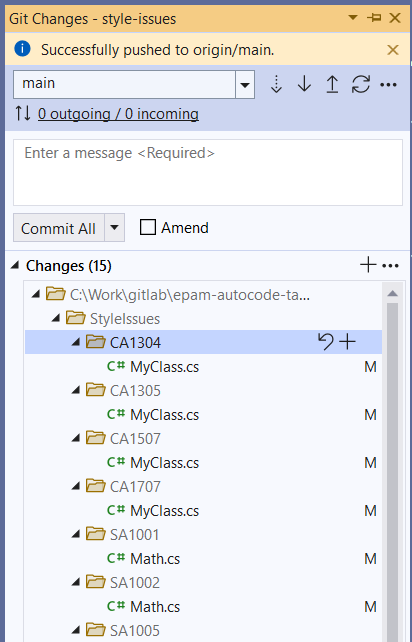 Git Changes - style-issues
Successfully pushed to origin/main.
main
0 outgoing / 0 incoming
Enter a message <Required>
Commit All
Amend
Changes (15)
C:\Work\gitlab\epam-autocode-ta...
StyleIssues
CA1304
C# MyClass.cs M
CA1305
C# MyClass.cs M
CA1507
C# MyClass.cs M
CA1707
C# MyClass.cs M
SA1001
C# Math.cs M
SA1002
C# Math.cs M
SA1005